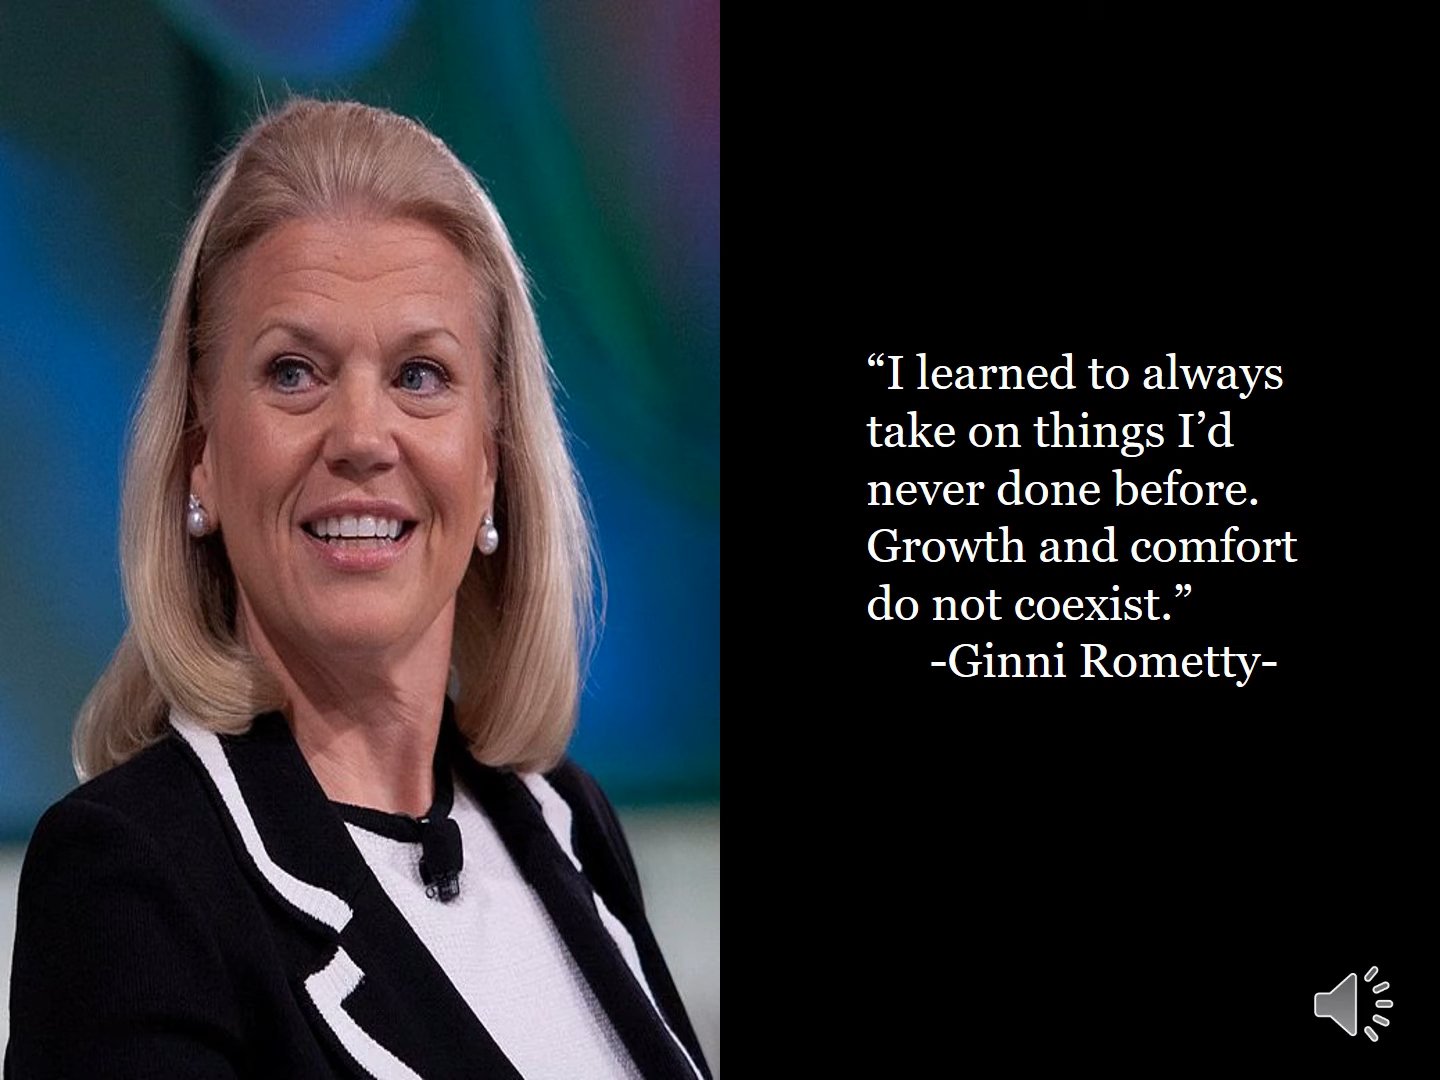 “I learned to always
take on things I’d
never done before.
Growth and comfort
do not coexist.”
-Ginni Rometty-